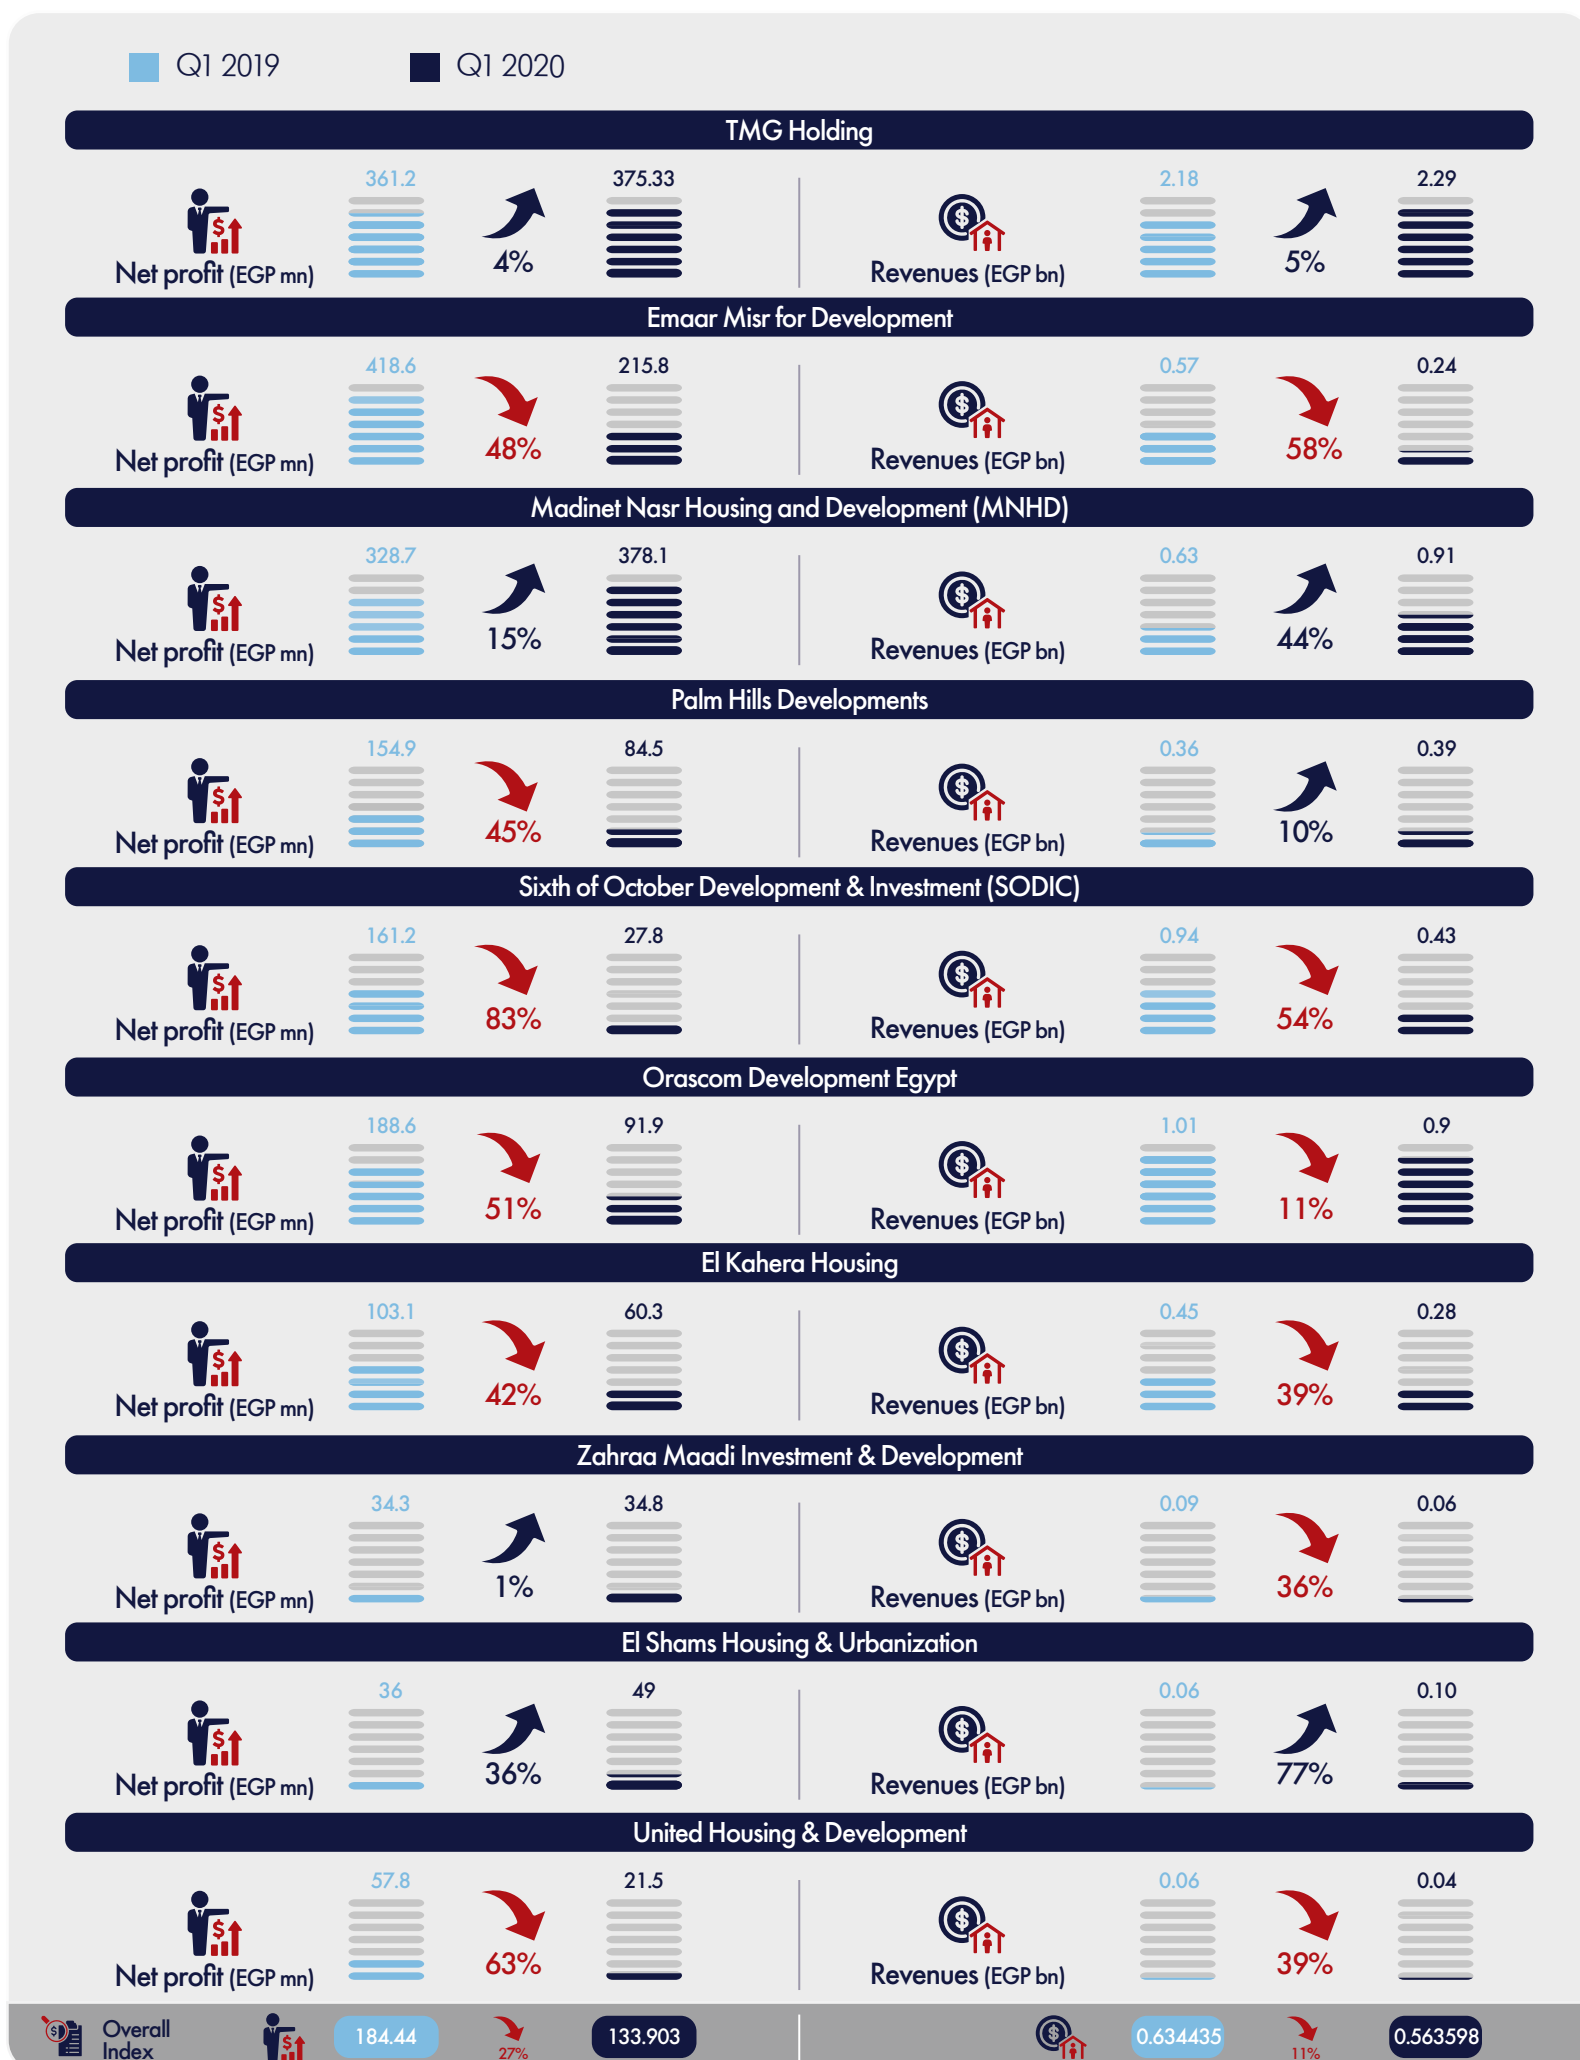 Q1 2019 Q1 2020
TMG Holding
361.2 375.33 2.18 2.29
4% 5%
Net profit (EGP mn) Revenues (EGP bn)
Emaar Misr for Development
418.6 215.8 0.57 0.24
48% 58%
Net profit (EGP mn) Revenues (EGP bn)
Madinet Nasr Housing and Development (MNHD)
328.7 378.1 0.63 0.91
15% 44%
Net profit (EGP mn) Revenues (EGP bn)
Palm Hills Developments
154.9 84.5 0.36 0.39
45% 10%
Net profit (EGP mn) Revenues (EGP bn)
Sixth of October Development & Investment (SODIC)
161.2 27.8 0.94 0.43
83% 54%
Net profit (EGP mn) Revenues (EGP bn)
Orascom Development Egypt
188.6 91.9 1.01 0.9
51% 11%
Net profit (EGP mn) Revenues (EGP bn)
El Kahera Housing
103.1 60.3 0.45 0.28
42% 39%
Net profit (EGP mn) Revenues (EGP bn)
Zahraa Maadi Investment & Development
34.3 34.8 0.09 0.06
1% 36%
Net profit (EGP mn) Revenues (EGP bn)
El Shams Housing & Urbanization
36 49 0.06 0.10
36% 77%
Net profit (EGP mn) Revenues (EGP bn)
United Housing & Development
57.8 21.5 0.06 0.04
63% 39%
Net profit (EGP mn) Revenues (EGP bn)
Overall
Index
184.44 133.903 0.634435 0.563598
27% 11%